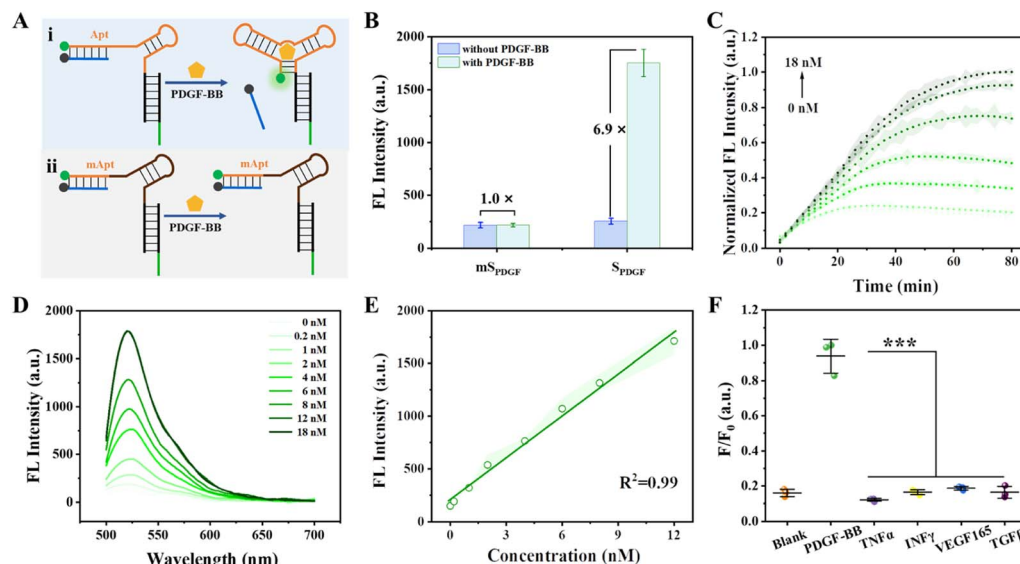 A
i
Apt
PDGF-BB
ii
mApt
mApt
PDGF-BB
B
FL Intensity (a.u.)
2000
1500
1000
500
0
without PDGF-BB
with PDGF-BB
6.9 ×
1.0 ×
mSPDGF
SPDGF
C
Normalized FL Intensity (a.u.)
1.2
1.0
0.8
0.6
0.4
0.2
0.0
18 nM
0 nM
0 20 40 60 80
Time (min)
D
FL Intensity (a.u.)
2000
1500
1000
500
0
0 nM
0.2 nM
1 nM
2 nM
4 nM
6 nM
8 nM
12 nM
18 nM
500 550 600 650 700
Wavelength (nm)
E
FL Intensity (a.u.)
2000
1500
1000
500
0
R²=0.99
0 3 6 9 12
Concentration (nM)
F
F/F₀ (a.u.)
1.2
1.0
0.8
0.6
0.4
0.2
0.0
***
Blank
PDGF-BB
TNFα
INFγ
VEGF165